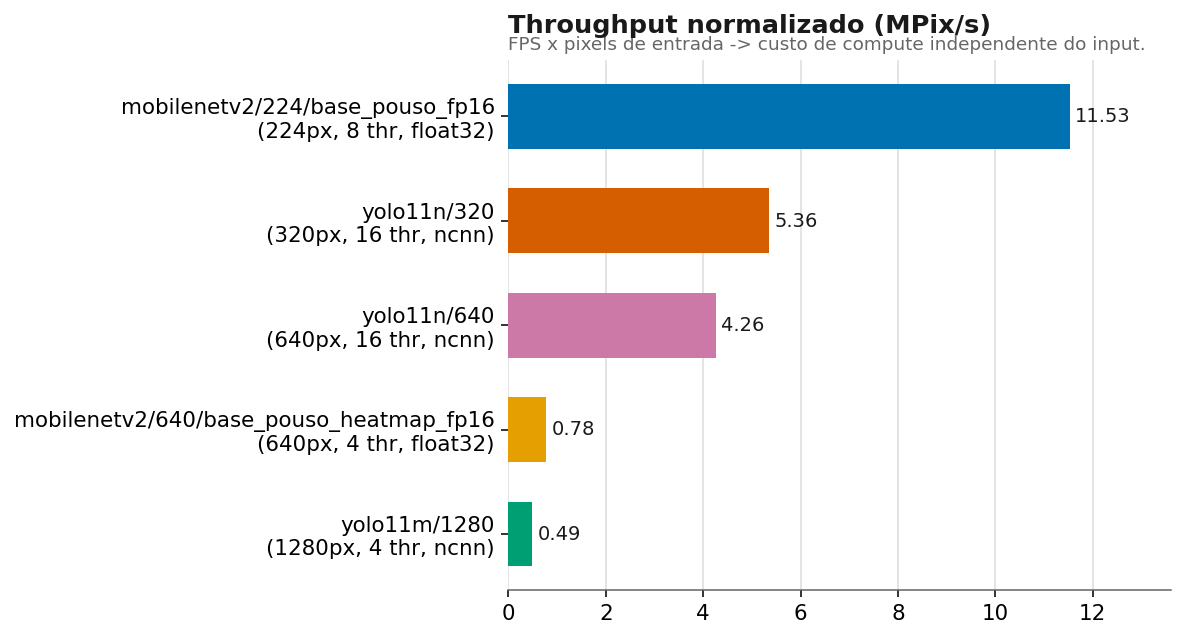 Throughput normalizado (MPix/s)
FPS x pixels de entrada -> custo de compute independente do input.
mobilenetv2/224/base_pouso_fp16
(224px, 8 thr, float32)
11.53
yolo11n/320
(320px, 16 thr, ncnn)
5.36
yolo11n/640
(640px, 16 thr, ncnn)
4.26
mobilenetv2/640/base_pouso_heatmap_fp16
(640px, 4 thr, float32)
0.78
yolo11m/1280
(1280px, 4 thr, ncnn)
0.49
0 2 4 6 8 10 12